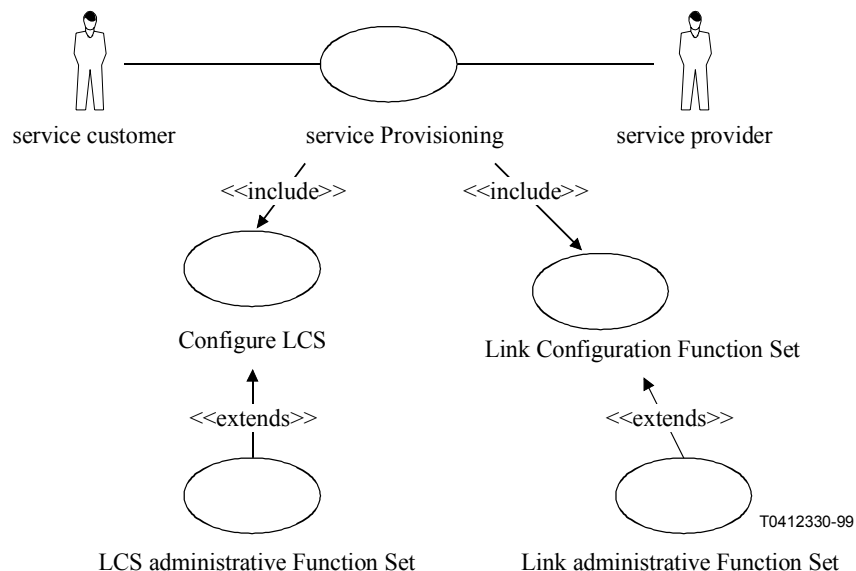 service customer
service Provisioning
service provider
<<include>>
<<include>>
Configure LCS
Link Configuration Function Set
<<extends>>
<<extends>>
T0412330-99
LCS administrative Function Set
Link administrative Function Set